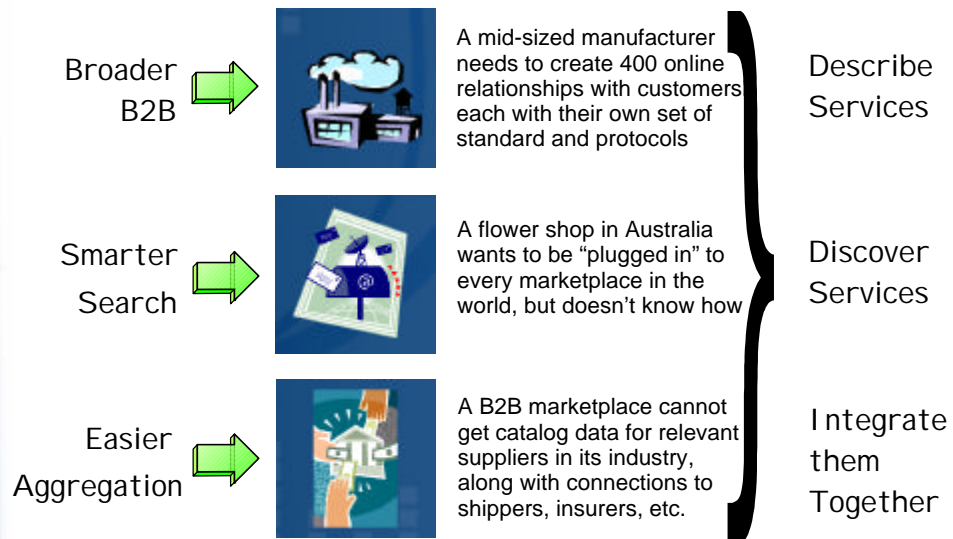 Broader
B2B
A mid-sized manufacturer
needs to create 400 online
relationships with customers
each with their own set of
standard and protocols
Describe
Services
Smarter
Search
@
A flower shop in Australia
wants to be “plugged in” to
every marketplace in the
world, but doesn’t know how
Discover
Services
Easier
Aggregation
A B2B marketplace cannot
get catalog data for relevant
suppliers in its industry,
along with connections to
shippers, insurers, etc.
Integrate
them
Together